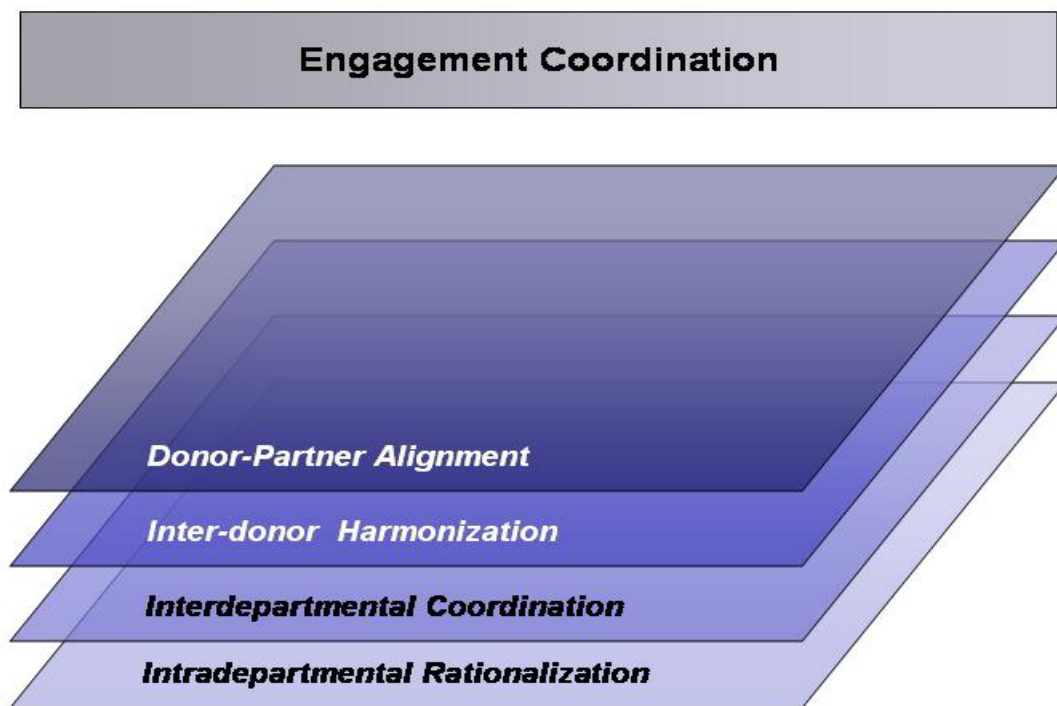 Engagement Coordination
Donor-Partner Alignment
Inter-donor Harmonization
Interdepartmental Coordination
Intradepartmental Rationalization